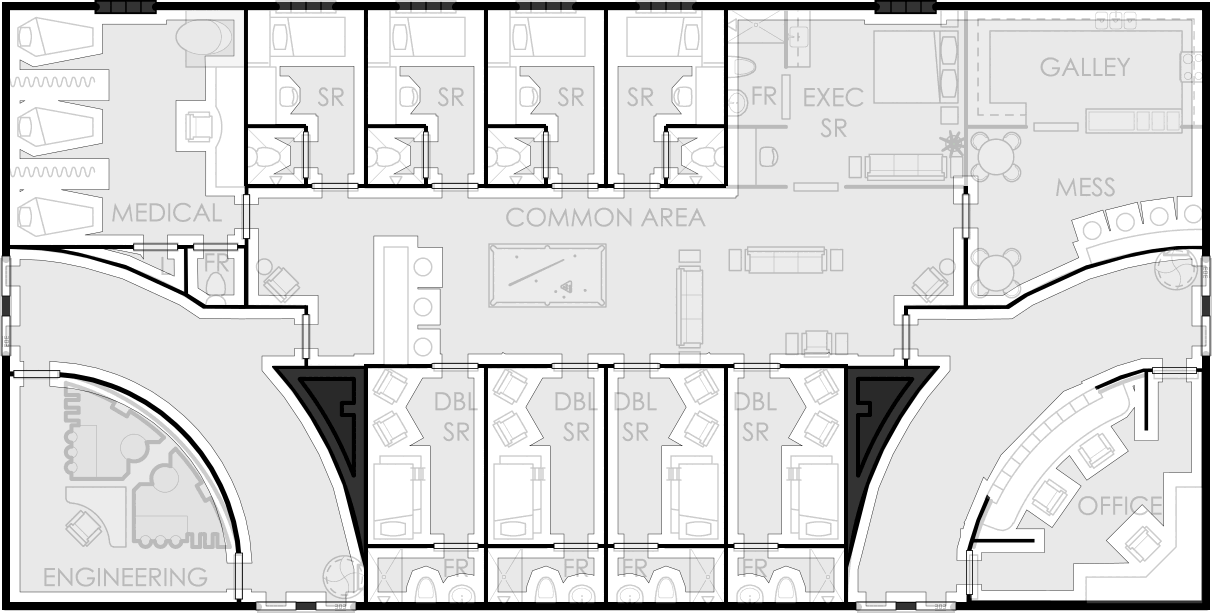 GALLEY
SR
SR
SR
SR
FR
EXEC
SR
MESS
MEDICAL
COMMON AREA
FR
DBL
SR
DBL
SR
DBL
SR
DBL
SR
OFFICE
FR
FR
FR
FR
ENGINEERING